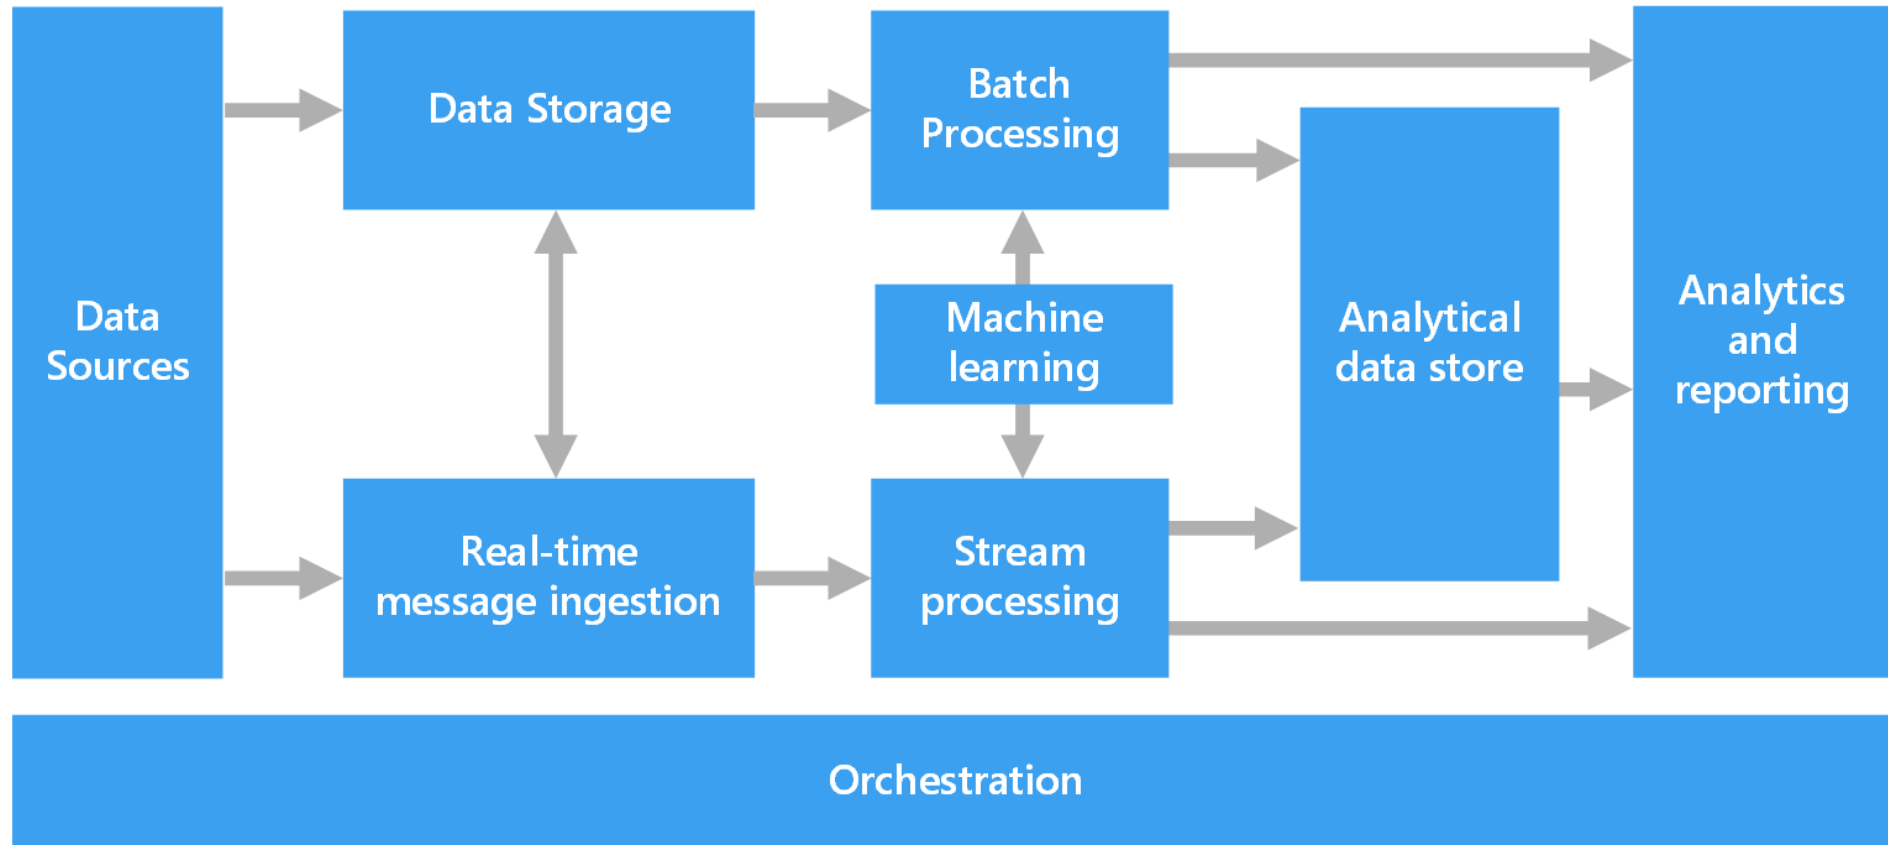 Data
Sources
Data Storage
Real-time
message ingestion
Batch
Processing
Machine
learning
Stream
processing
Analytical
data store
Analytics
and
reporting
Orchestration